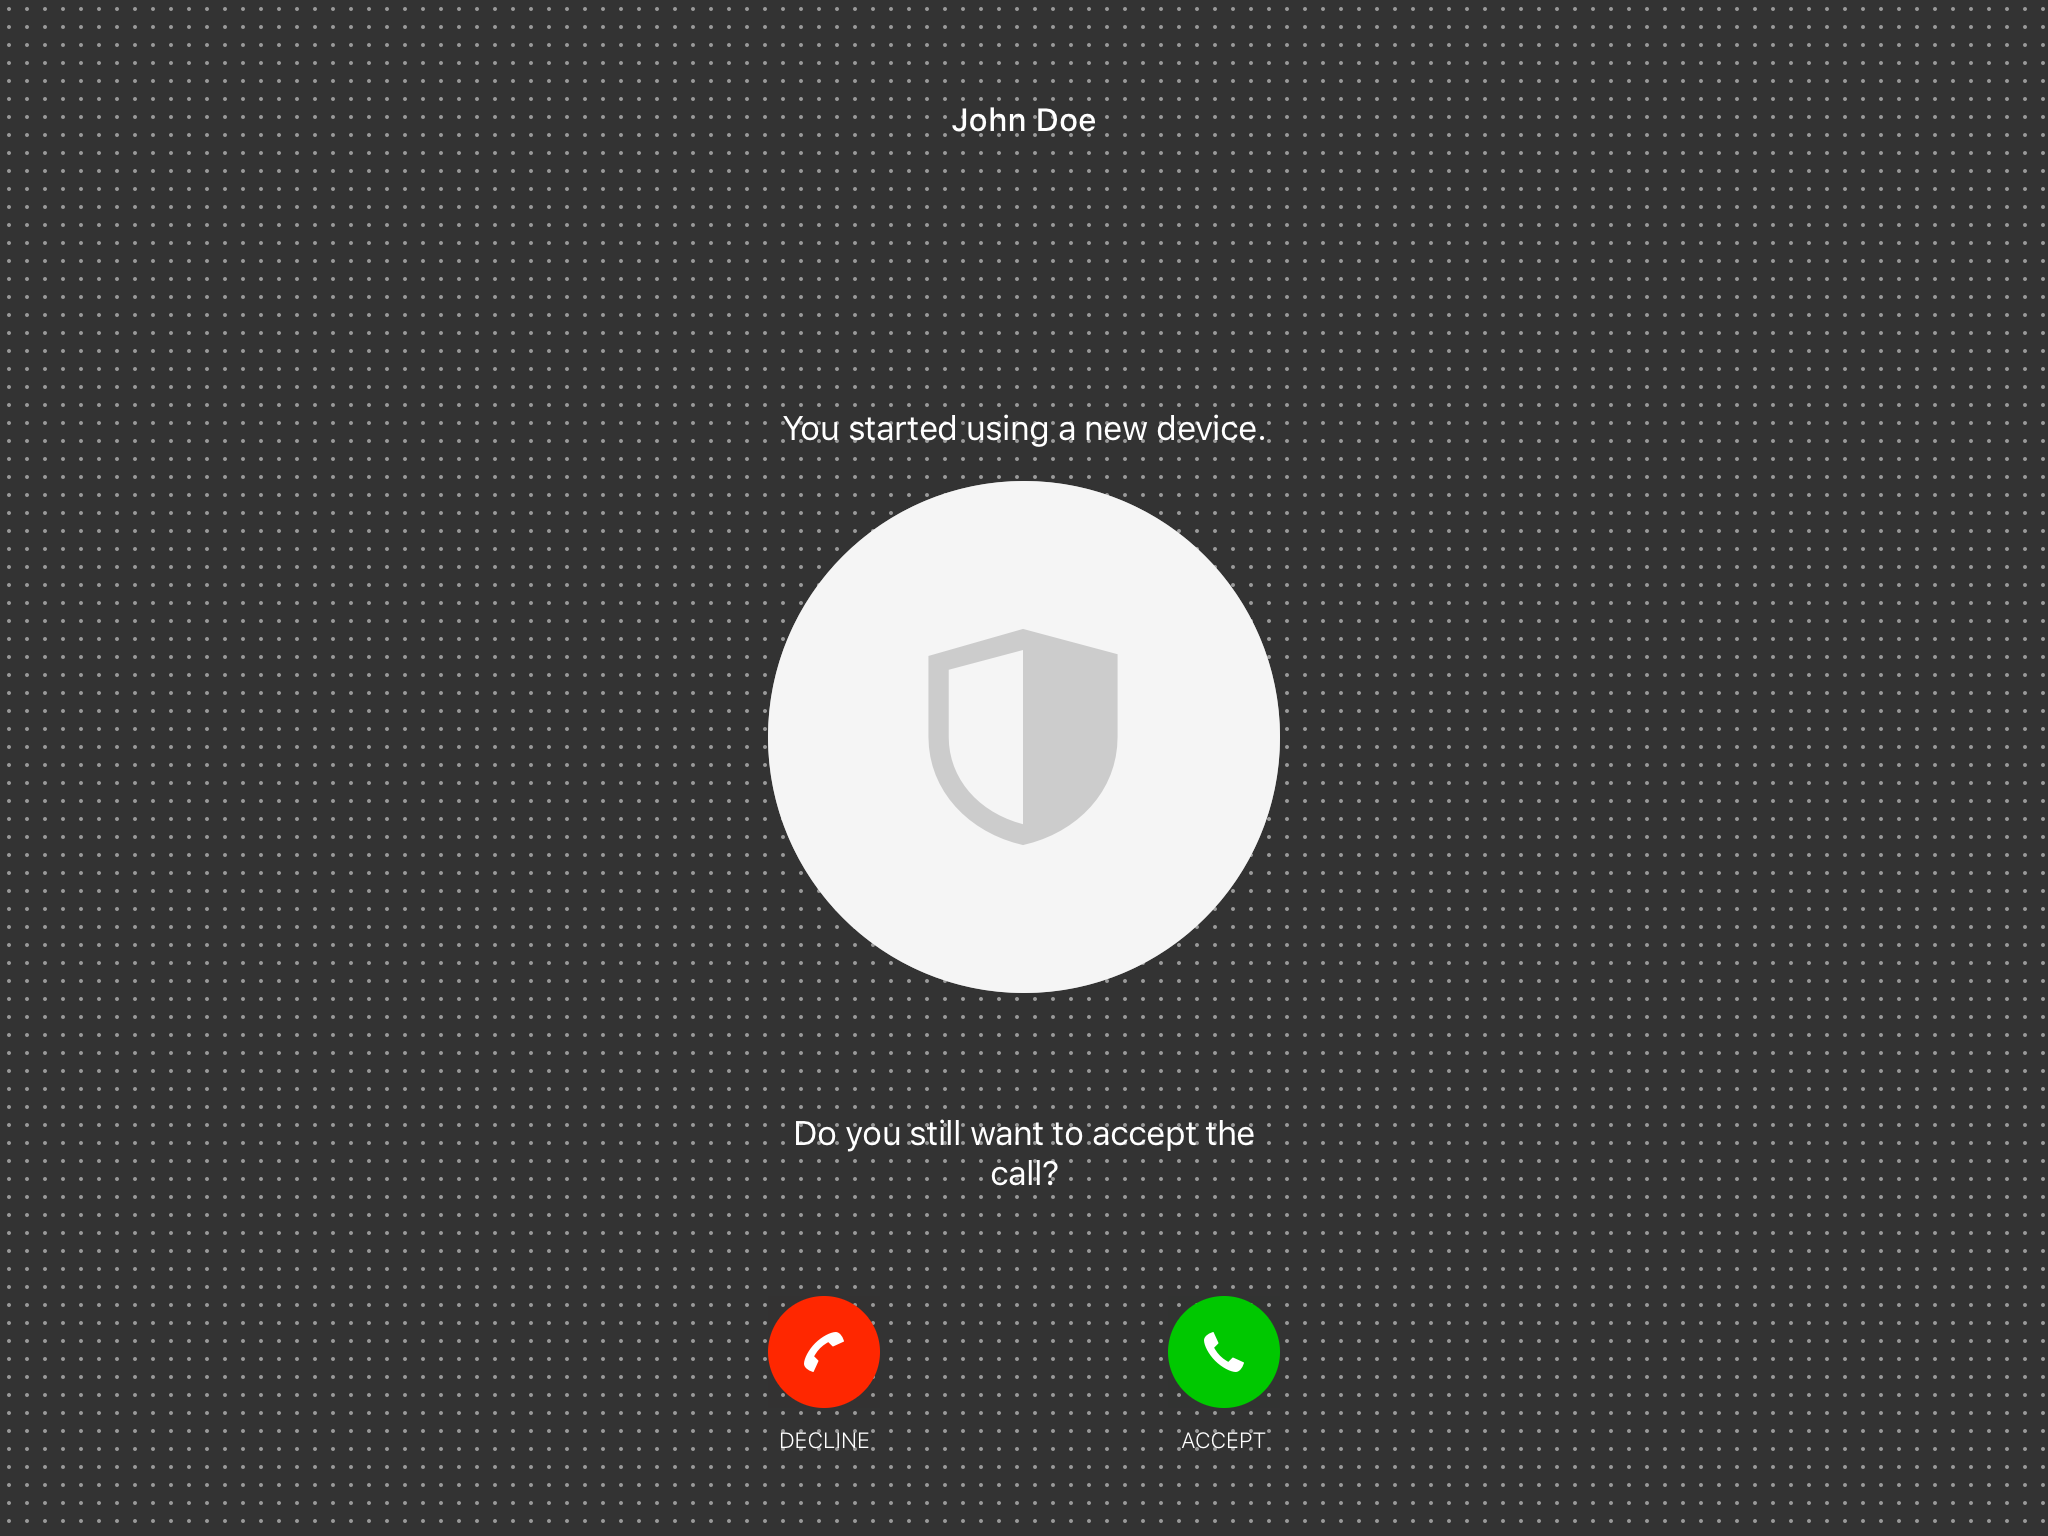 John Doe
You started using a new device.
Do you still want to accept the
call?
DECLINE
ACCEPT